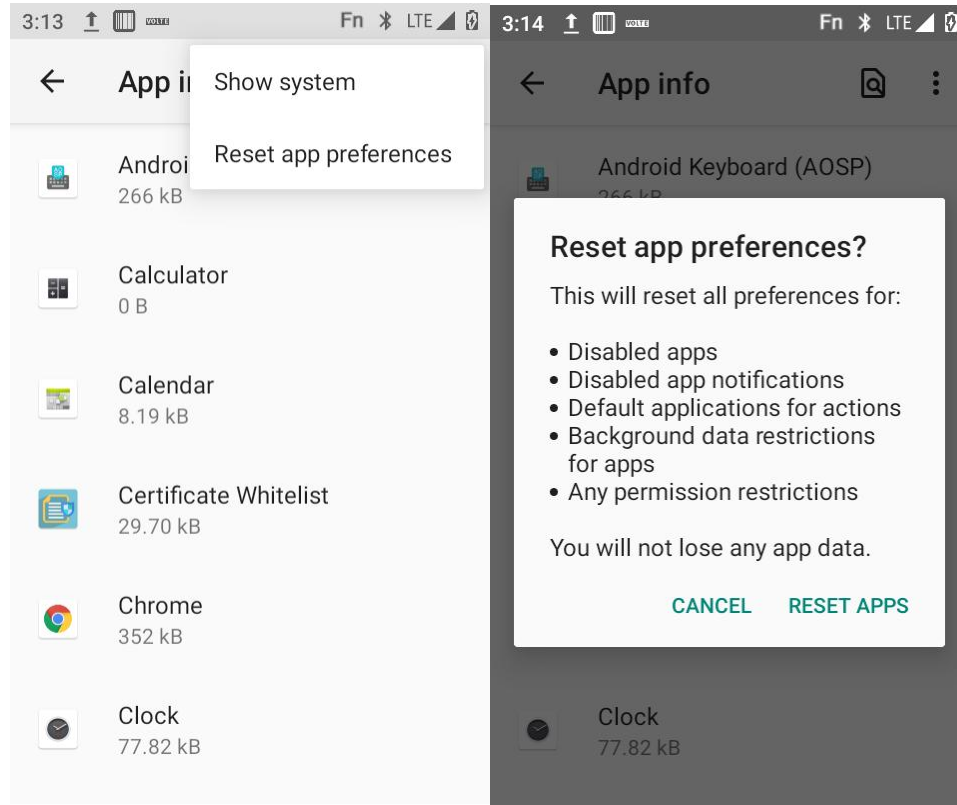 3:13 VOLTE Fn LTE
App i
Show system
Reset app preferences
Androi
266 kB
Calculator
0 B
Calendar
8.19 kB
Certificate Whitelist
29.70 kB
Chrome
352 kB
Clock
77.82 kB
3:14 VOLTE Fn LTE
App info
Android Keyboard (AOSP)
266 kB
Reset app preferences?
This will reset all preferences for:
• Disabled apps
• Disabled app notifications
• Default applications for actions
• Background data restrictions
for apps
• Any permission restrictions
You will not lose any app data.
CANCEL RESET APPS
Clock
77.82 kB